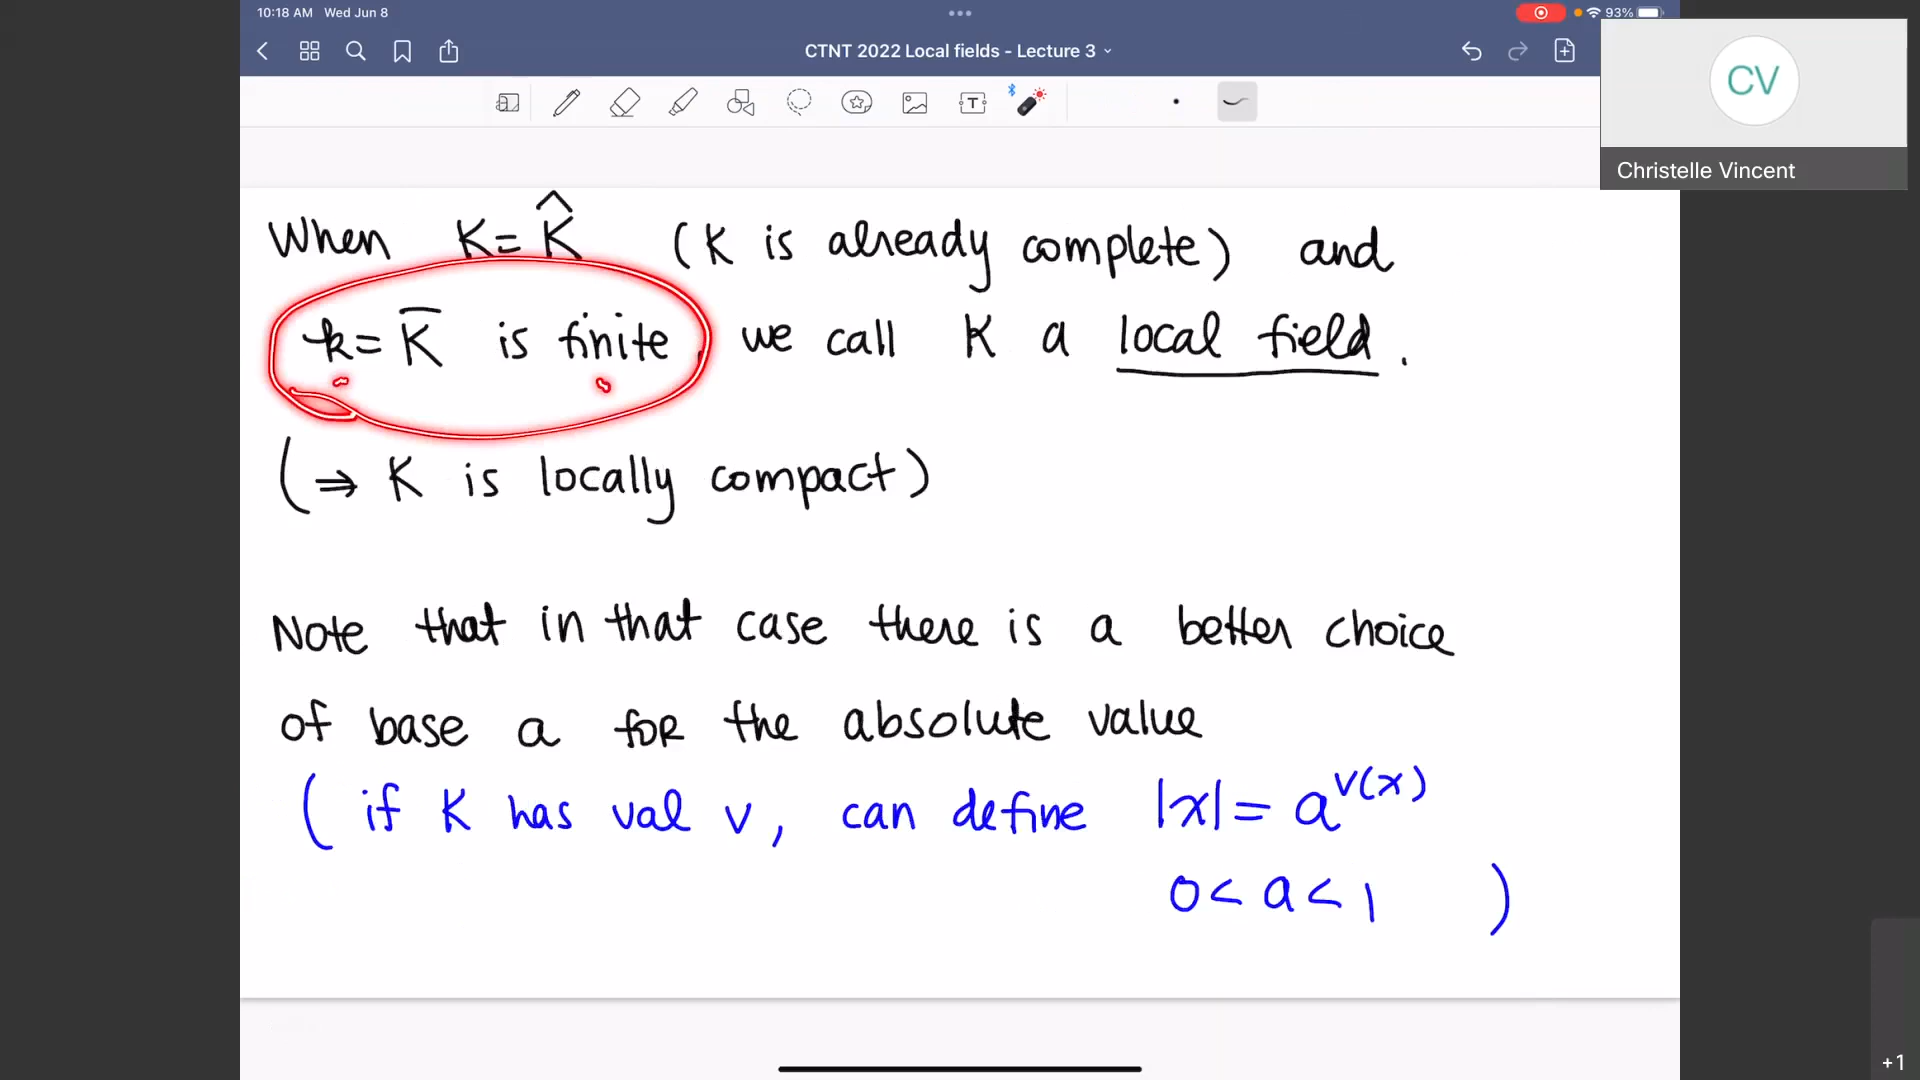 10:18 AM Wed Jun 8
93%
CTNT 2022 Local fields - Lecture 3
T
CV
Christelle Vincent
When K = K̂ (K is already complete) and
k = K̅ is finite, we call K a local field.
(⇒ K is locally compact)
Note that in that case there is a better choice
of base a for the absolute value
(if K has val v, can define |x| = a^{v(x)}
0 < a < 1 )
+1